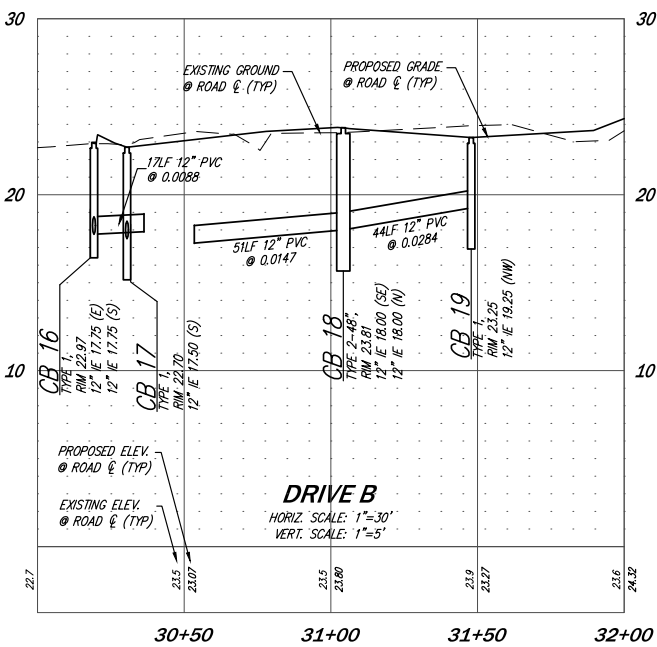 30
30
EXISTING GROUND
@ ROAD ℄ (TYP)
PROPOSED GRADE
@ ROAD ℄ (TYP)
17LF 12" PVC
@ 0.0088
20
20
51LF 12" PVC
@ 0.0147
44LF 12" PVC
@ 0.0284
CB 16
TYPE 1,
RIM 22.97
12" IE 17.75 (E)
12" IE 17.75 (S)
CB 17
TYPE 1,
RIM 22.70
12" IE 17.50 (S)
CB 18
TYPE 2-48",
RIM 23.81
12" IE 18.00 (SE)
12" IE 18.00 (N)
CB 19
TYPE 1,
RIM 23.25
12" IE 19.25 (NW)
10
10
PROPOSED ELEV.
@ ROAD ℄ (TYP)
EXISTING ELEV.
@ ROAD ℄ (TYP)
DRIVE B
HORIZ. SCALE: 1"=30'
VERT. SCALE: 1"=5'
22.7
23.5
23.07
23.5
23.80
23.9
23.27
23.6
24.32
30+50
31+00
31+50
32+00